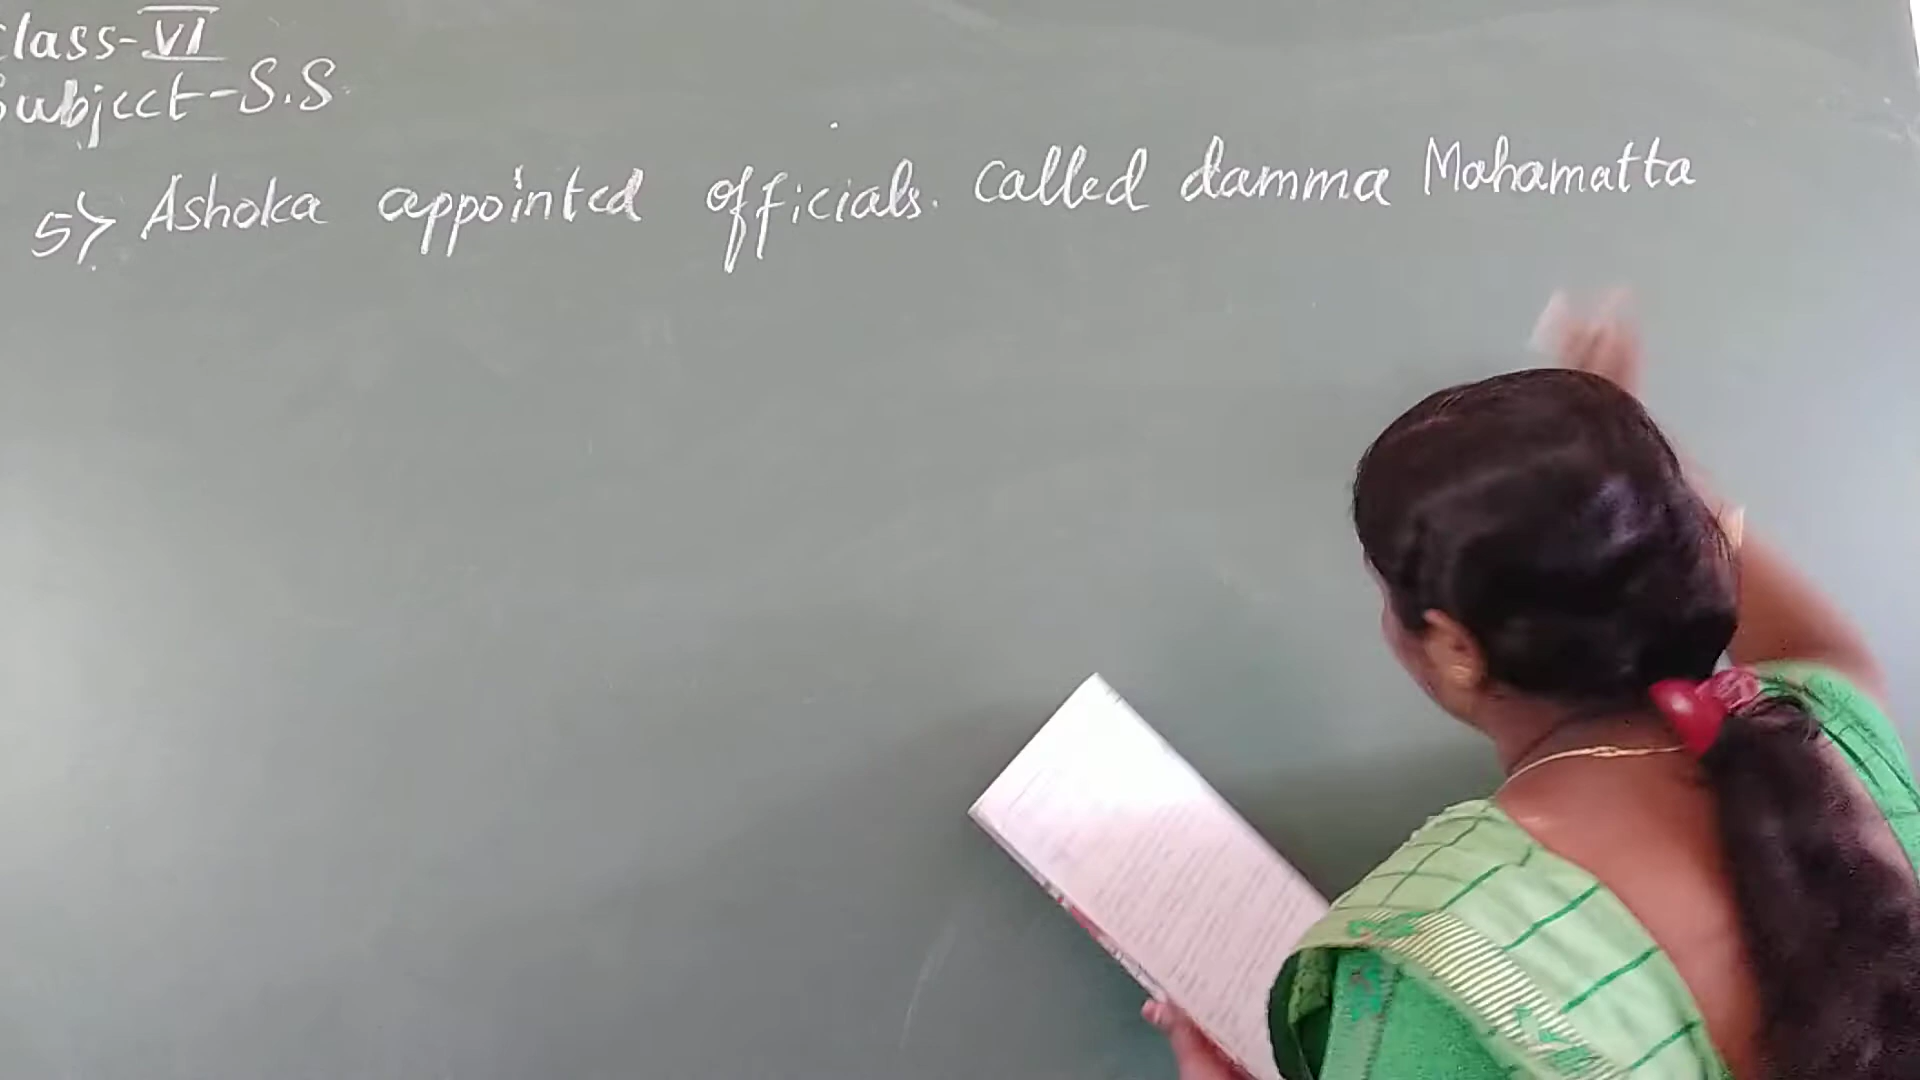 Class-VI
Subject-S.S
5> Ashoka appointed officials. Called damma Mahamatta